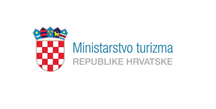 Ministarstvo turizma
REPUBLIKE HRVATSKE